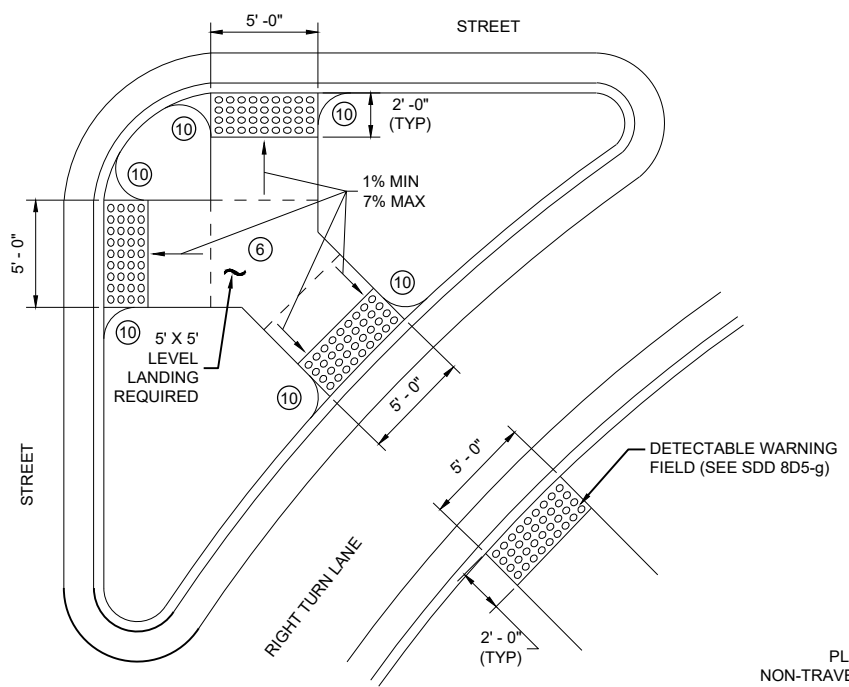 5' -0"
STREET
10
10
2' -0"
(TYP)
10
1% MIN
7% MAX
5' - 0"
6
10
10
5' X 5'
LEVEL
LANDING
REQUIRED
10
5' - 0"
5' - 0"
DETECTABLE WARNING
FIELD (SEE SDD 8D5-g)
STREET
RIGHT TURN LANE
2' - 0"
(TYP)
PL
NON-TRAVE